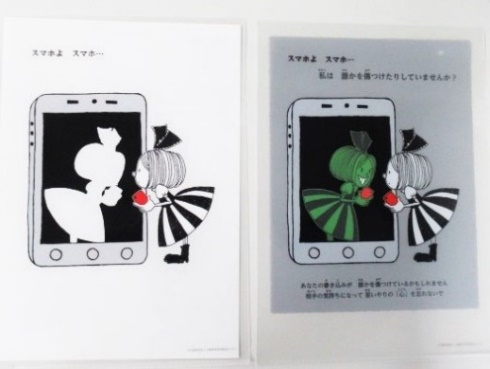 スマホよ　スマホ…
スマホよ　スマホ…
私は　誰かを傷つけたりしていませんか？
あなたの書き込みが　誰かを傷つけているかもしれません
相手の気持ちになって　思いやりの「心」を忘れないで